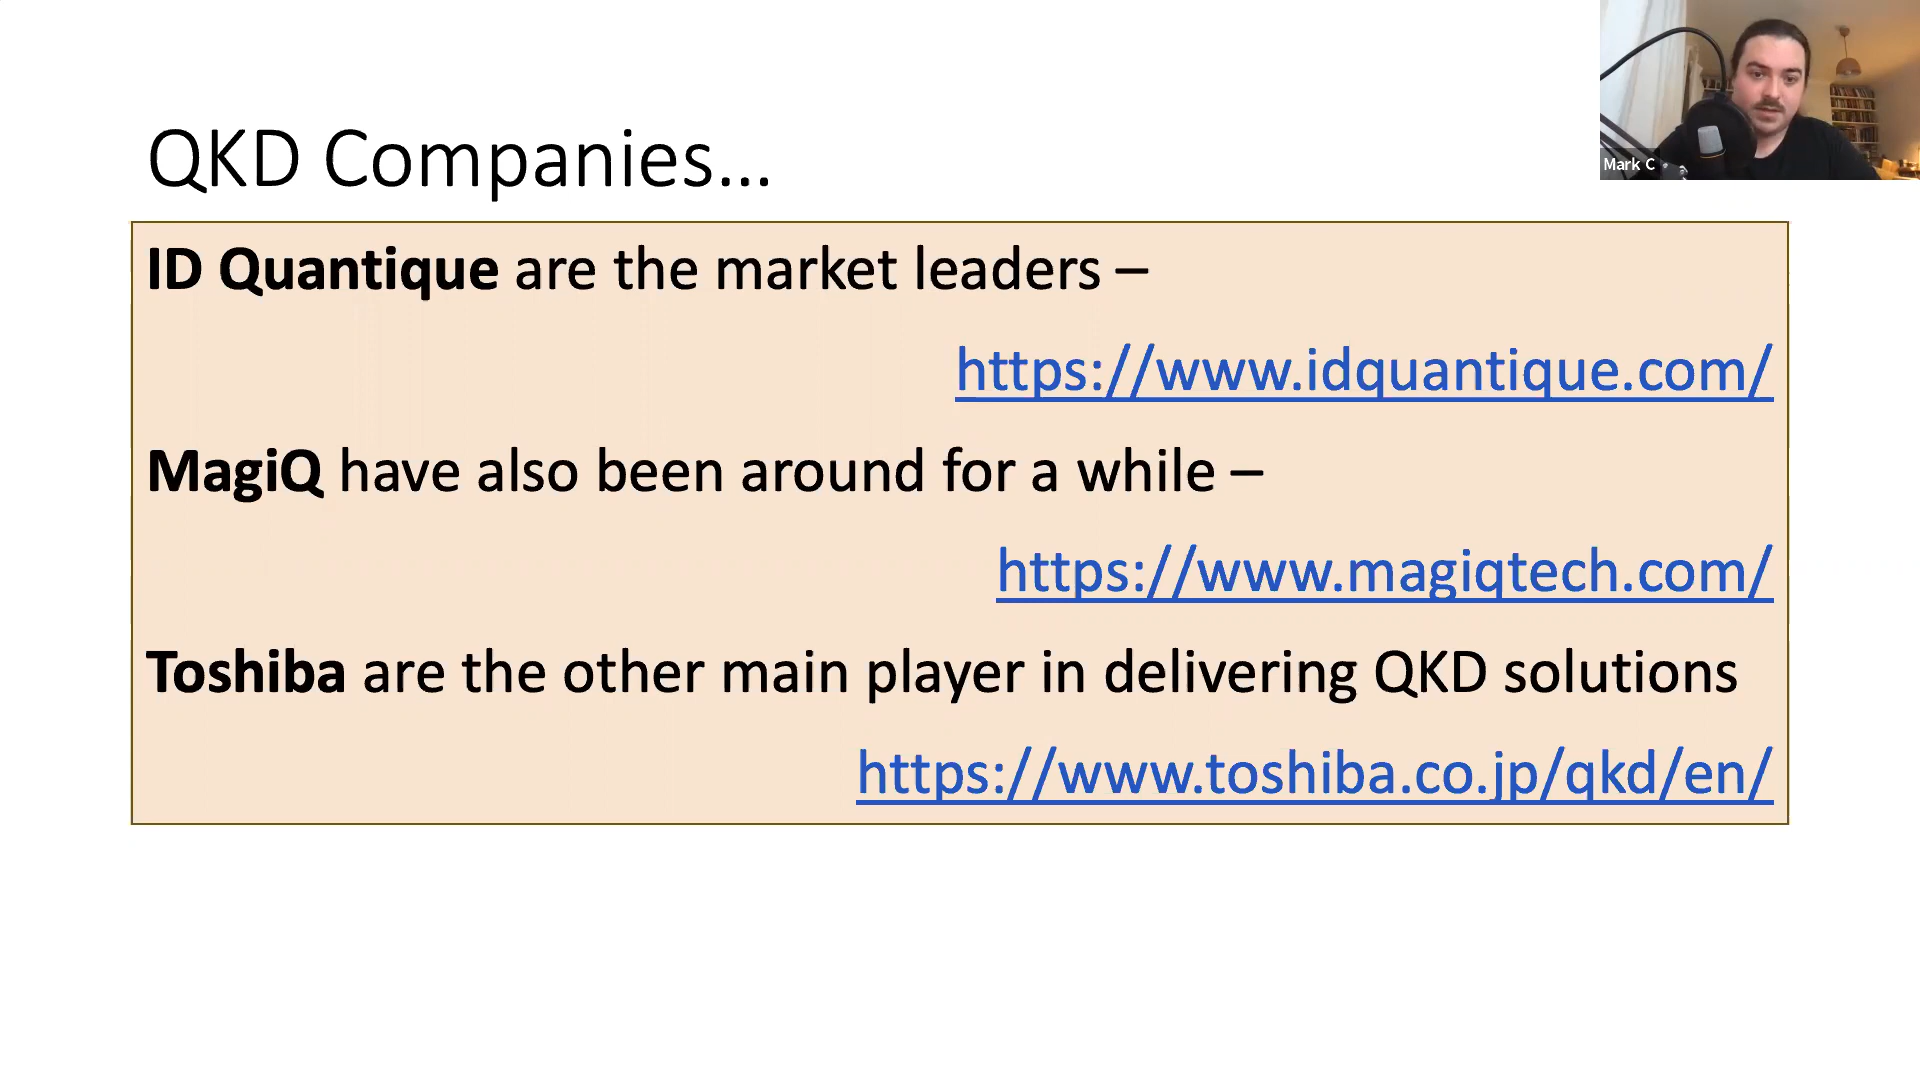 QKD Companies...
Mark C
ID Quantique are the market leaders –
https://www.idquantique.com/
MagiQ have also been around for a while –
https://www.magiqtech.com/
Toshiba are the other main player in delivering QKD solutions
https://www.toshiba.co.jp/qkd/en/